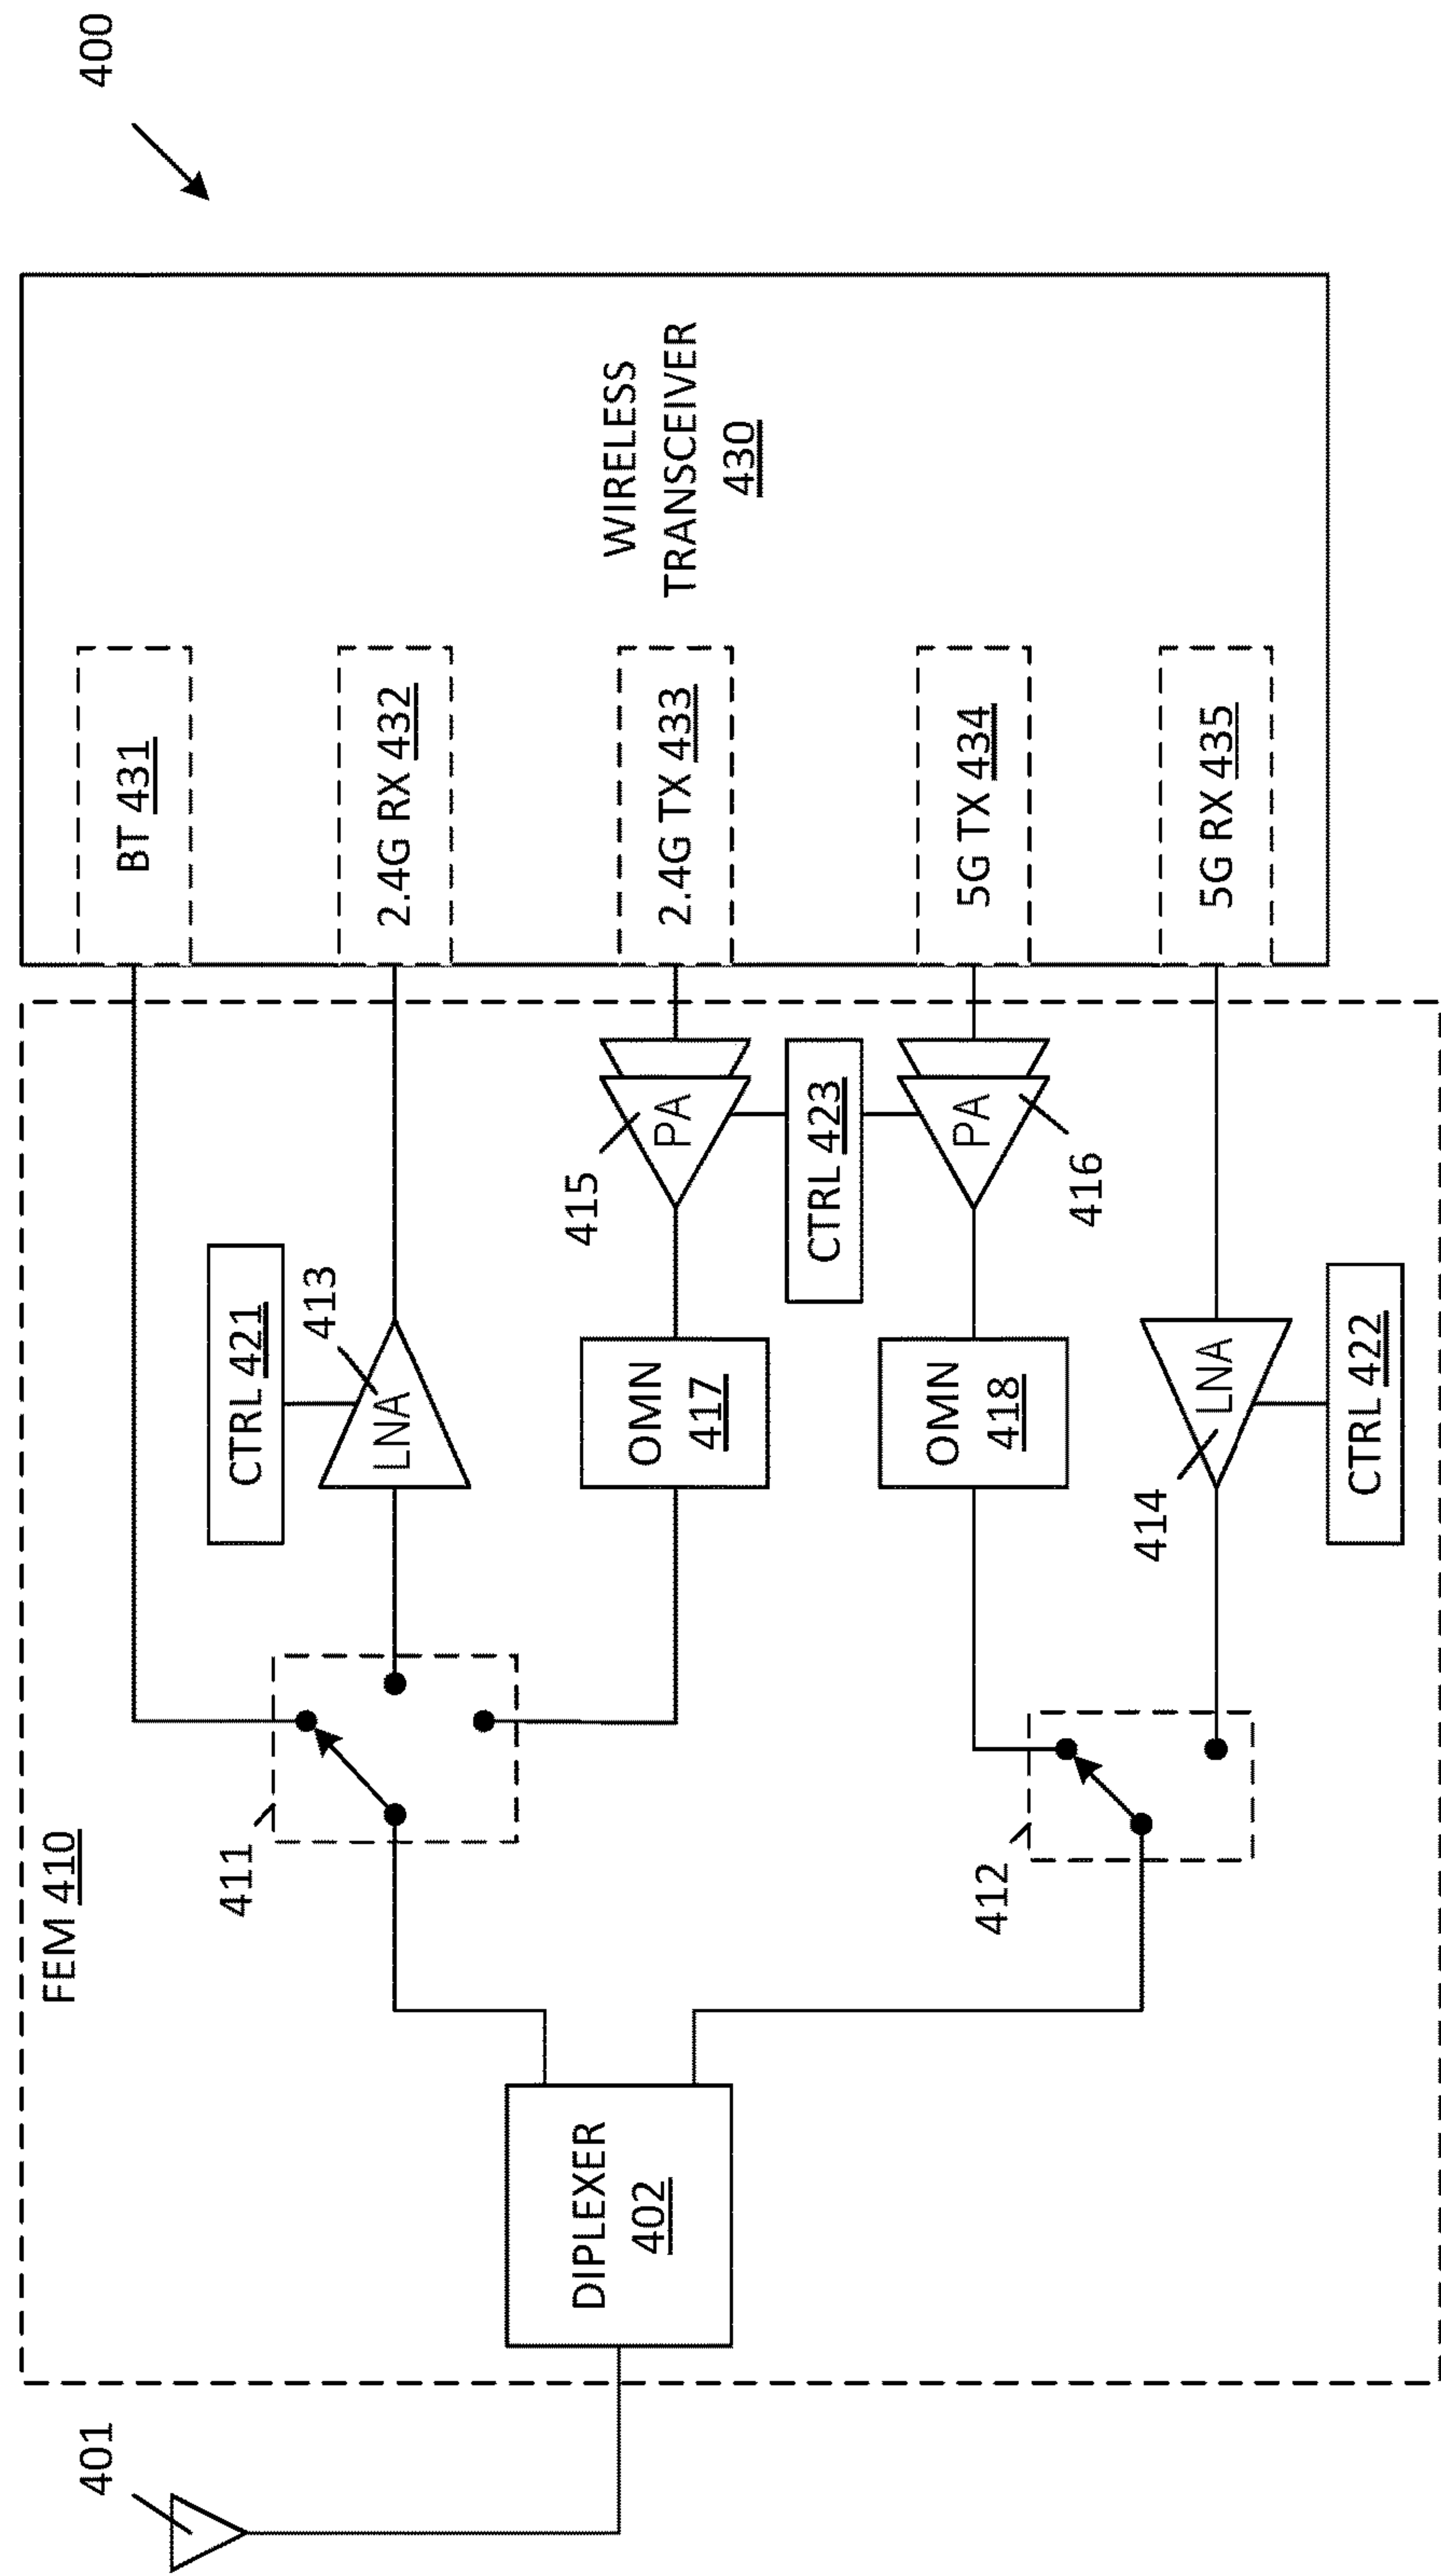 400
FEM 410
BT 431
CTRL 421
413
LNA
2.4G RX 432
411
401
DIPLEXER
402
415
PA
OMN
417
2.4G TX 433
WIRELESS
TRANSCEIVER
430
CTRL 423
PA
416
OMN
418
5G TX 434
412
414
LNA
5G RX 435
CTRL 422